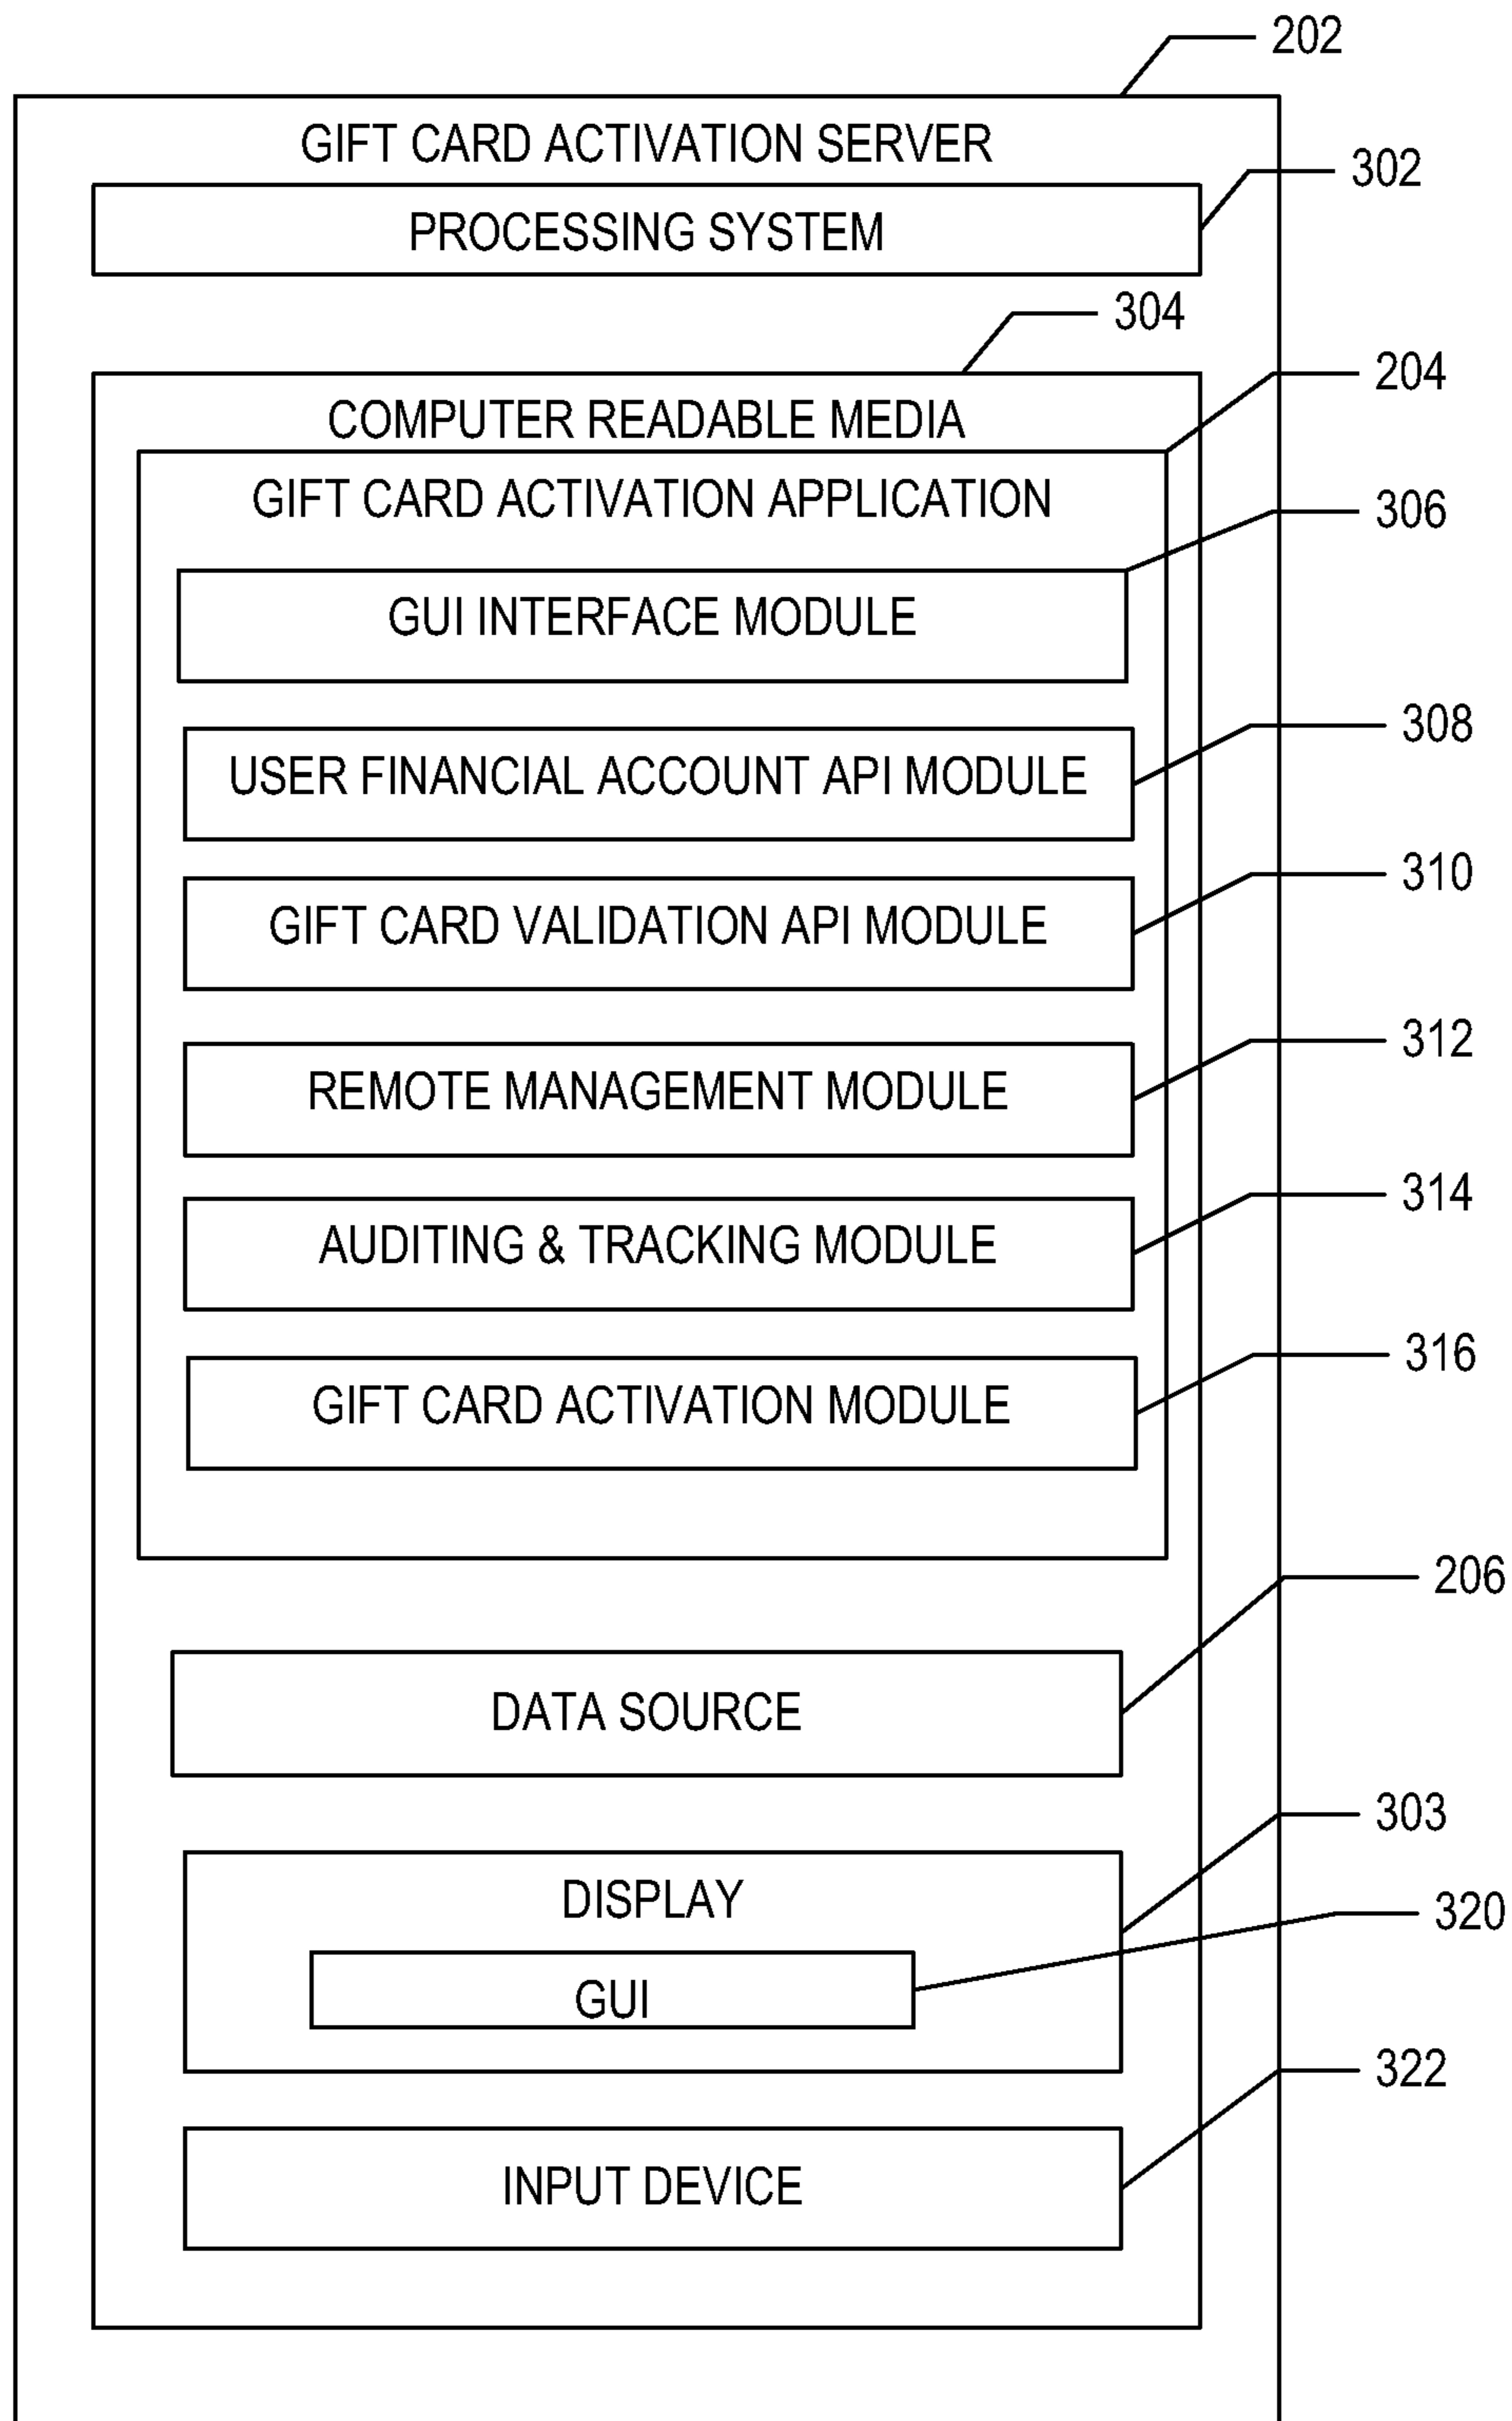 202
GIFT CARD ACTIVATION SERVER
302
PROCESSING SYSTEM
304
COMPUTER READABLE MEDIA
204
GIFT CARD ACTIVATION APPLICATION
306
GUI INTERFACE MODULE
308
USER FINANCIAL ACCOUNT API MODULE
310
GIFT CARD VALIDATION API MODULE
312
REMOTE MANAGEMENT MODULE
314
AUDITING & TRACKING MODULE
316
GIFT CARD ACTIVATION MODULE
206
DATA SOURCE
303
DISPLAY
320
GUI
322
INPUT DEVICE